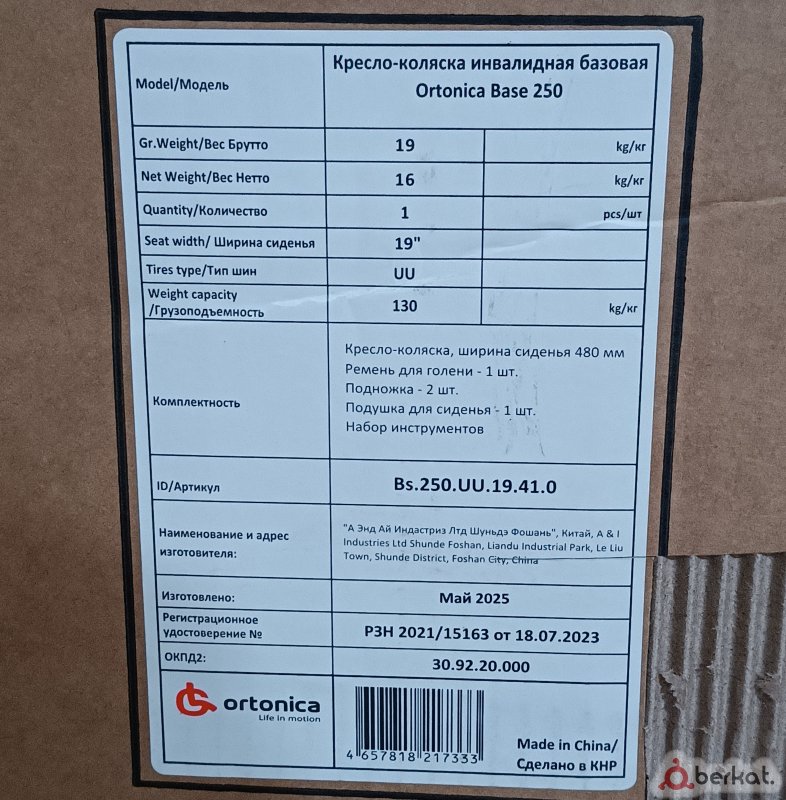 Model/Модель
Кресло-коляска инвалидная базовая
Ortonica Base 250
Gr.Weight/Вес Брутто 19 kg/кг
Net Weight/Вес Нетто 16 kg/кг
Quantity/Количество 1 pcs/шт
Seat width/ Ширина сиденья 19"
Tires type/Тип шин UU
Weight capacity
/Грузоподъемность 130 kg/кг
Комплектность
Кресло-коляска, ширина сиденья 480 мм
Ремень для голени - 1 шт.
Подножка - 2 шт.
Подушка для сиденья - 1 шт.
Набор инструментов
ID/Артикул Bs.250.UU.19.41.0
Наименование и адрес
изготовителя:
"А Энд Ай Индастриз Лтд Шуньдэ Фошань", Китай, A & I
Industries Ltd Shunde Foshan, Liandu Industrial Park, Le Liu
Town, Shunde District, Foshan City, China
Изготовлено: Май 2025
Регистрационное
удостоверение № РЗН 2021/15163 от 18.07.2023
ОКПД2: 30.92.20.000
ortonica
Life in motion
4 657818 217333
Made in China/
Сделано в КНР
berkat.